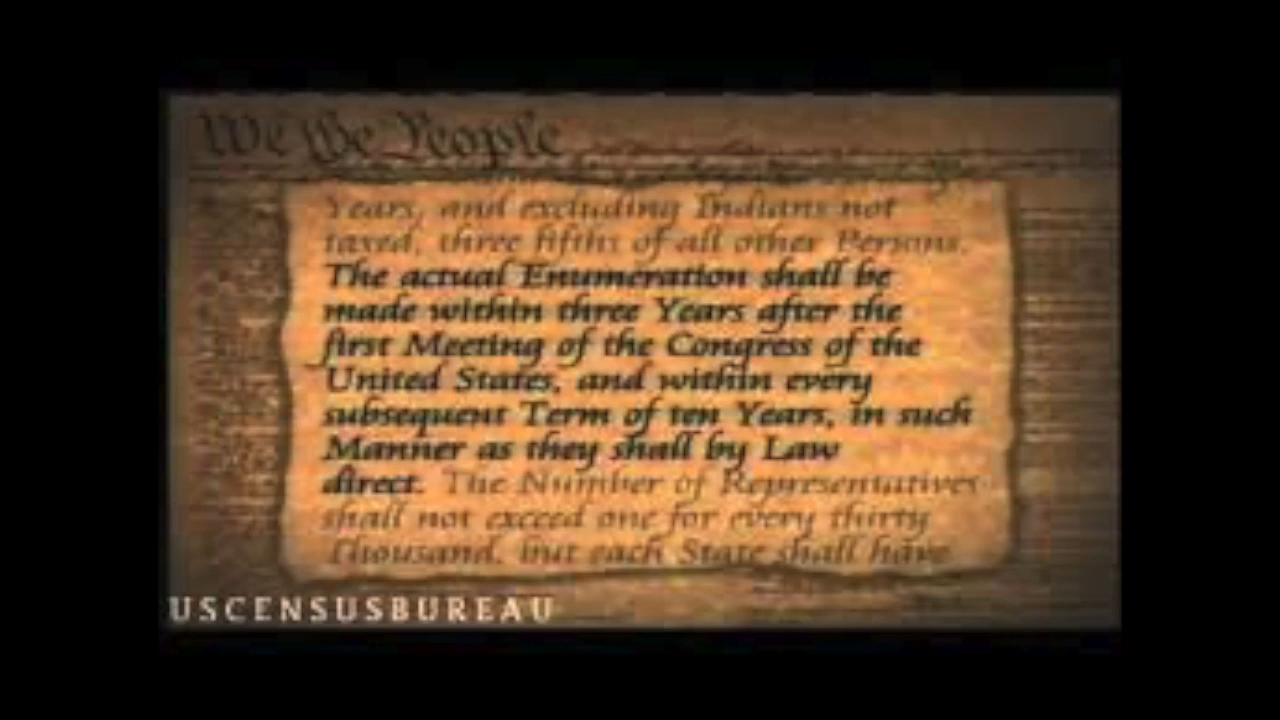 We the People
Years, and excluding Indians not
taxed, three fifths of all other Persons.
The actual Enumeration shall be
made within three Years after the
first Meeting of the Congress of the
United States, and within every
subsequent Term of ten Years, in such
Manner as they shall by Law
direct. The Number of Representatives
shall not exceed one for every thirty
Thousand, but each State shall have
USCENSUSBUREAU